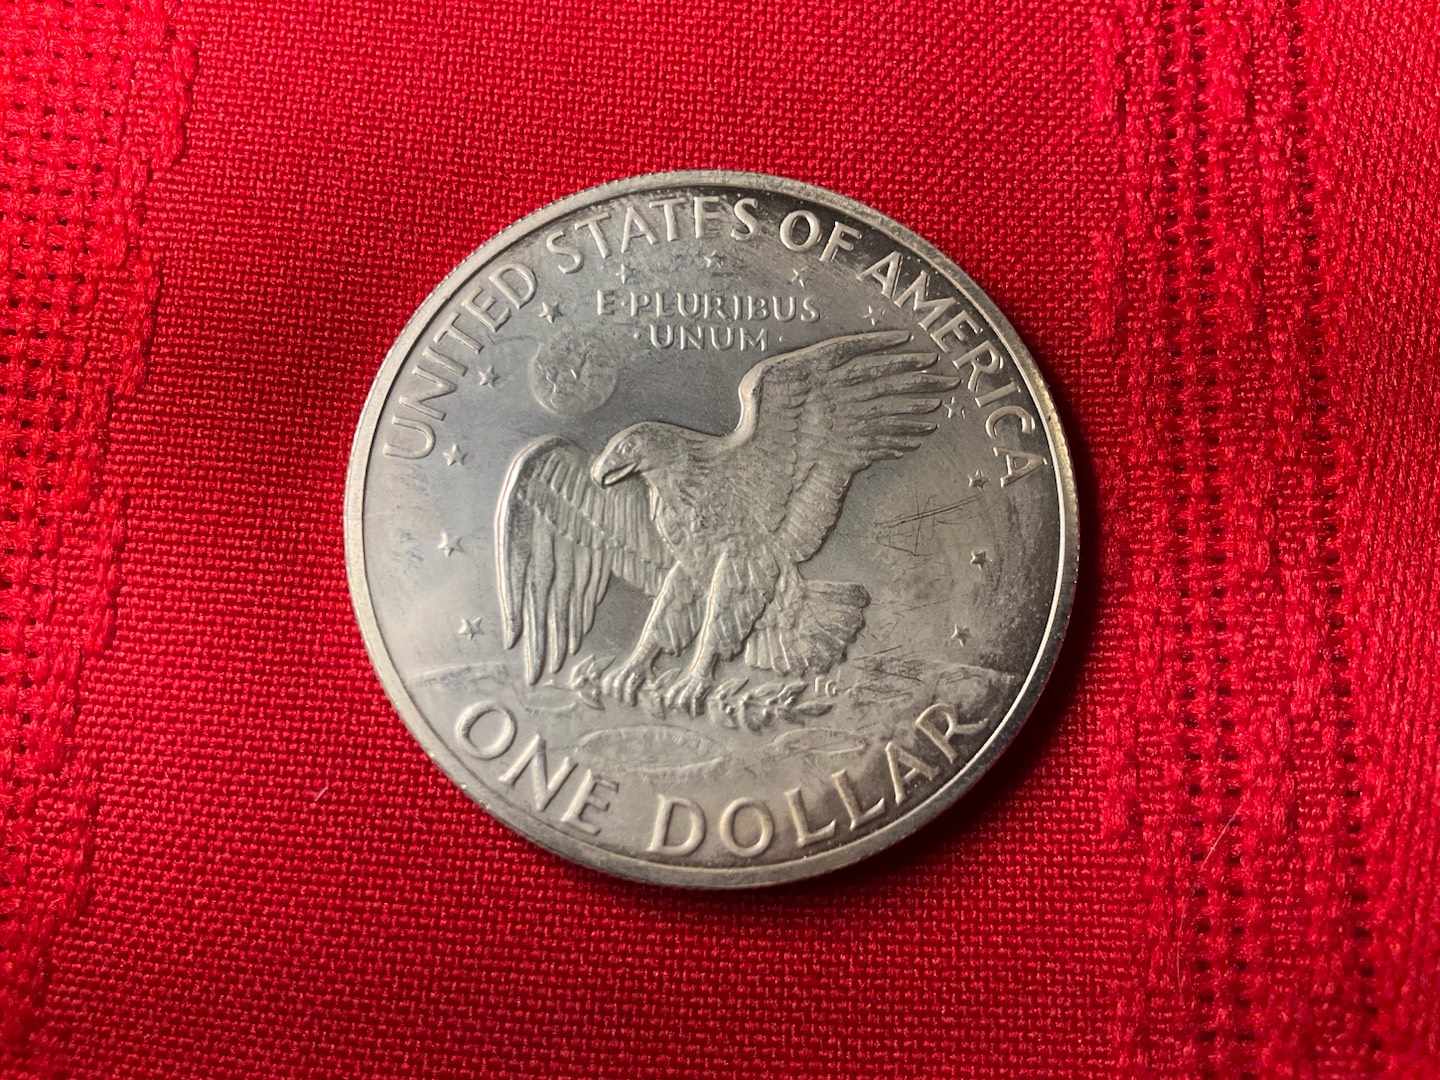 UNITED STATES OF AMERICA
E·PLURIBUS
·UNUM·
FG
ONE DOLLAR